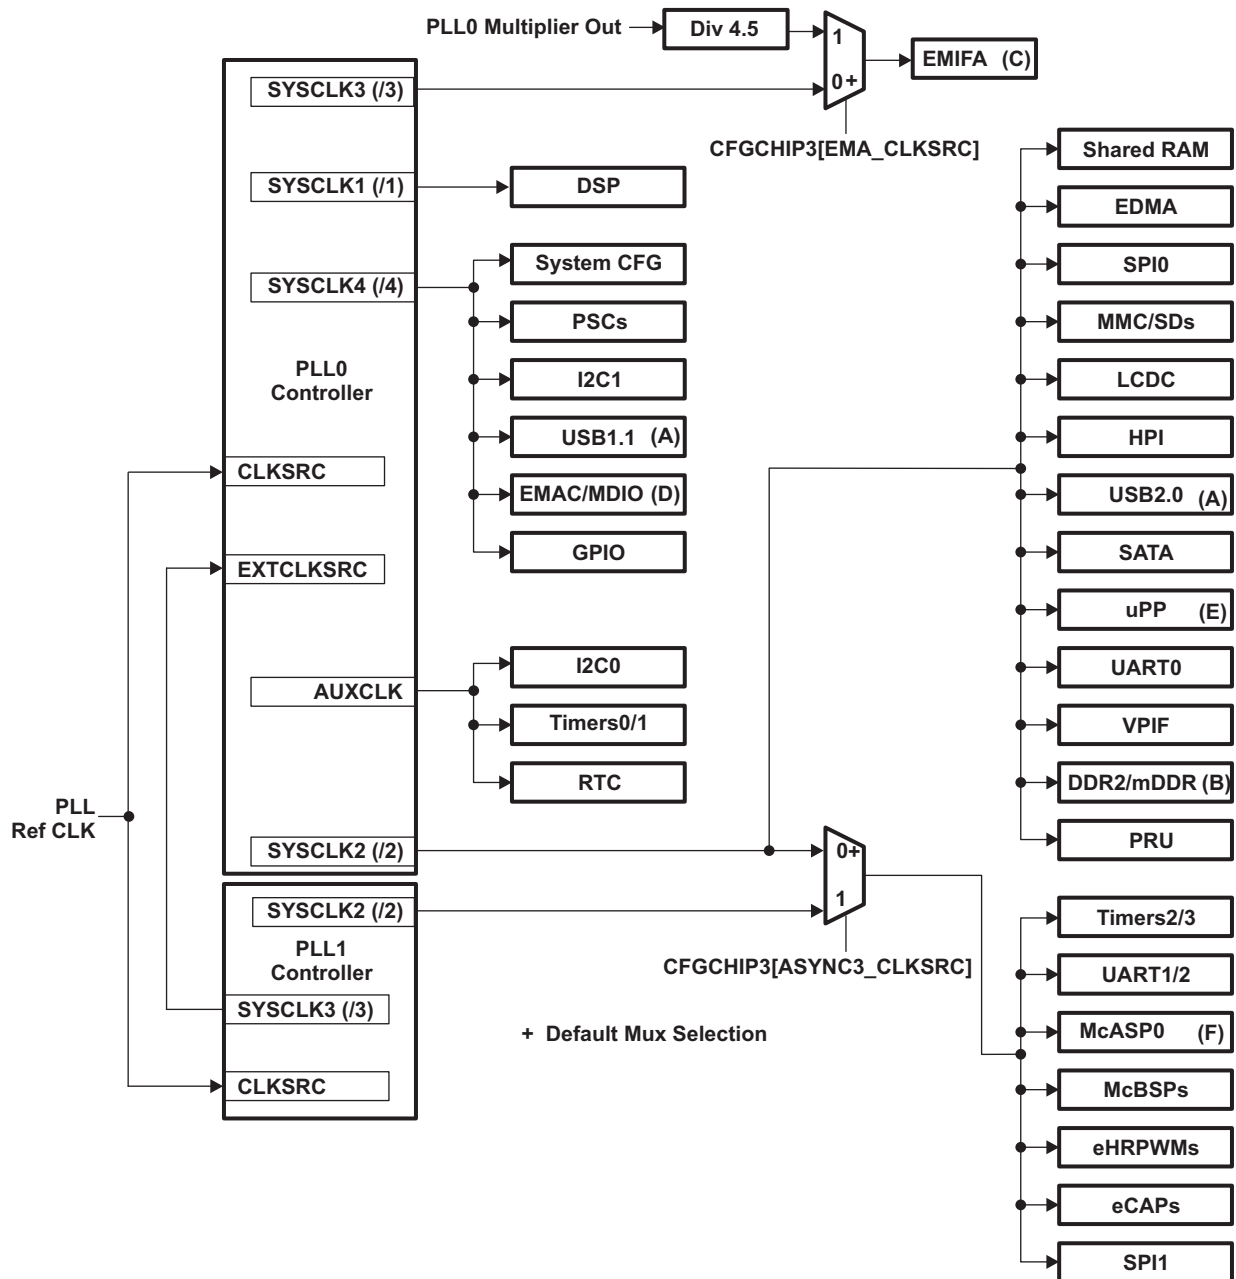 PLL0 Multiplier Out
Div 4.5
1
0+
EMIFA (C)
CFGCHIP3[EMA_CLKSRC]
SYSCLK3 (/3)
SYSCLK1 (/1)
SYSCLK4 (/4)
PLL0
Controller
CLKSRC
EXTCLKSRC
AUXCLK
SYSCLK2 (/2)
PLL
Ref CLK
SYSCLK2 (/2)
PLL1
Controller
SYSCLK3 (/3)
CLKSRC
DSP
System CFG
PSCs
I2C1
USB1.1 (A)
EMAC/MDIO (D)
GPIO
I2C0
Timers0/1
RTC
0+
1
CFGCHIP3[ASYNC3_CLKSRC]
+ Default Mux Selection
Shared RAM
EDMA
SPI0
MMC/SDs
LCDC
HPI
USB2.0 (A)
SATA
uPP (E)
UART0
VPIF
DDR2/mDDR (B)
PRU
Timers2/3
UART1/2
McASP0 (F)
McBSPs
eHRPWMs
eCAPs
SPI1